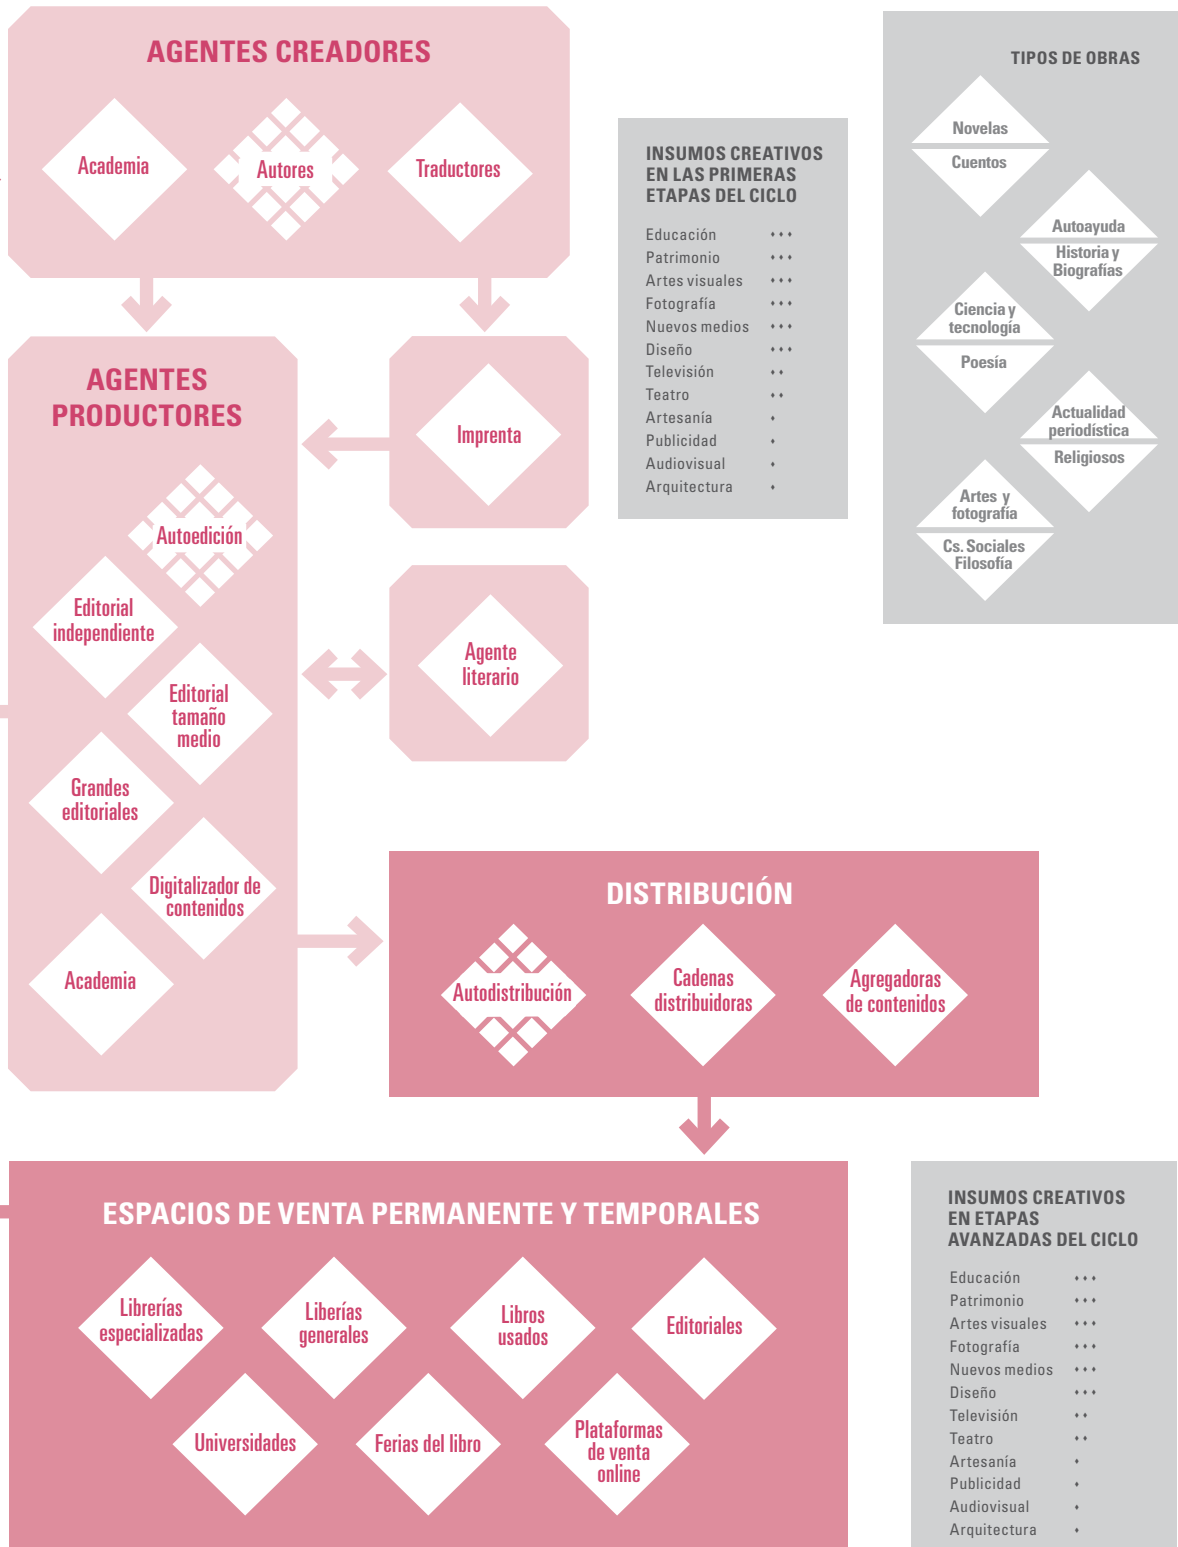 AGENTES CREADORES
Academia
Autores
Traductores
INSUMOS CREATIVOS
EN LAS PRIMERAS
ETAPAS DEL CICLO
Educación ♦♦♦
Patrimonio ♦♦♦
Artes visuales ♦♦♦
Fotografía ♦♦♦
Nuevos medios ♦♦♦
Diseño ♦♦♦
Televisión ♦♦
Teatro ♦♦
Artesanía ♦
Publicidad ♦
Audiovisual ♦
Arquitectura ♦
TIPOS DE OBRAS
Novelas
Cuentos
Autoayuda
Historia y
Biografías
Ciencia y
tecnología
Poesía
Actualidad
periodística
Religiosos
Artes y
fotografía
Cs. Sociales
Filosofía
AGENTES
PRODUCTORES
Autoedición
Editorial
independiente
Editorial
tamaño
medio
Grandes
editoriales
Digitalizador de
contenidos
Academia
Imprenta
Agente
literario
DISTRIBUCIÓN
Autodistribución
Cadenas
distribuidoras
Agregadoras
de contenidos
ESPACIOS DE VENTA PERMANENTE Y TEMPORALES
Librerías
especializadas
Liberías
generales
Libros
usados
Editoriales
Universidades
Ferias del libro
Plataformas
de venta
online
INSUMOS CREATIVOS
EN ETAPAS
AVANZADAS DEL CICLO
Educación ♦♦♦
Patrimonio ♦♦♦
Artes visuales ♦♦♦
Fotografía ♦♦♦
Nuevos medios ♦♦♦
Diseño ♦♦♦
Televisión ♦♦
Teatro ♦♦
Artesanía ♦
Publicidad ♦
Audiovisual ♦
Arquitectura ♦